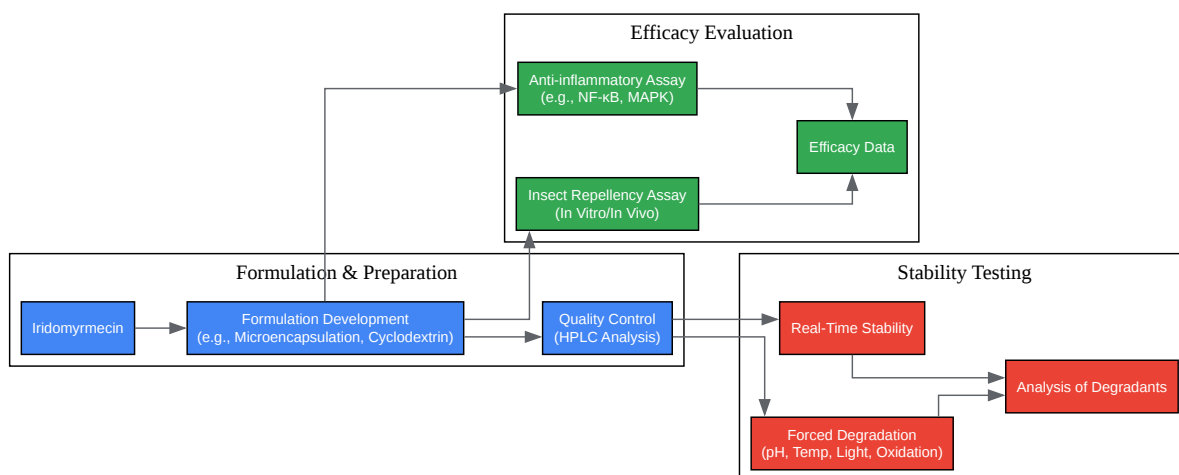 Efficacy Evaluation
Anti-inflammatory Assay
(e.g., NF-κB, MAPK)
Efficacy Data
Insect Repellency Assay
(In Vitro/In Vivo)
Formulation & Preparation
Iridomyrmecin
Formulation Development
(e.g., Microencapsulation, Cyclodextrin)
Quality Control
(HPLC Analysis)
Stability Testing
Real-Time Stability
Analysis of Degradants
Forced Degradation
(pH, Temp, Light, Oxidation)